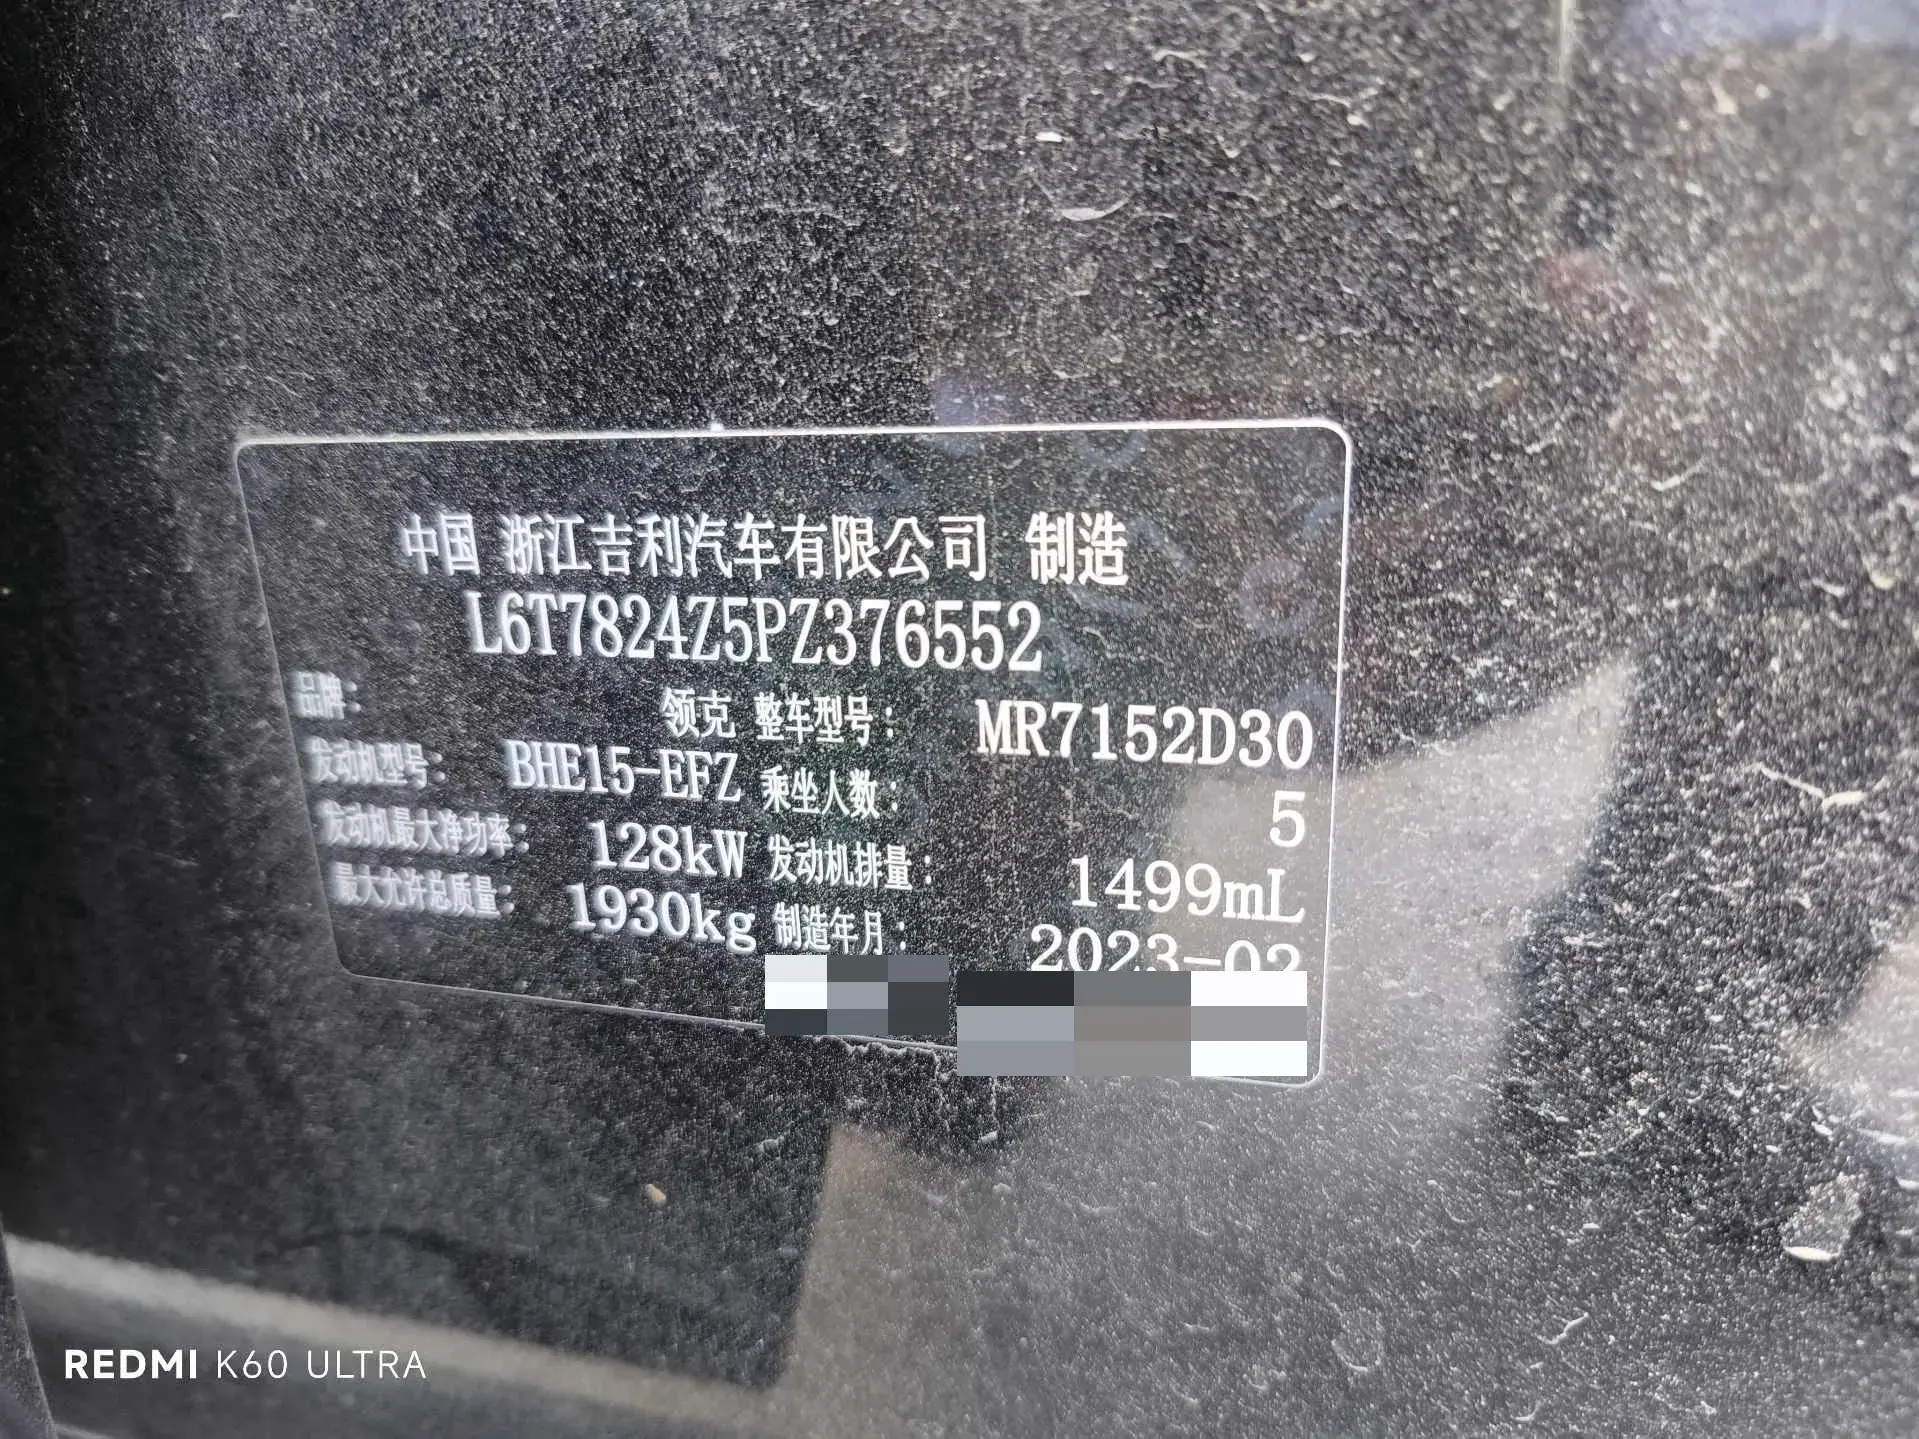 中国 浙江吉利汽车有限公司 制造
L6T7824Z5PZ376552
品牌: 领克 整车型号: MR7152D30
发动机型号: BHE15-EFZ 乘坐人数: 5
发动机最大净功率: 128kW 发动机排量: 1499mL
最大允许总质量: 1930kg 制造年月: 2023-02
REDMI K60 ULTRA